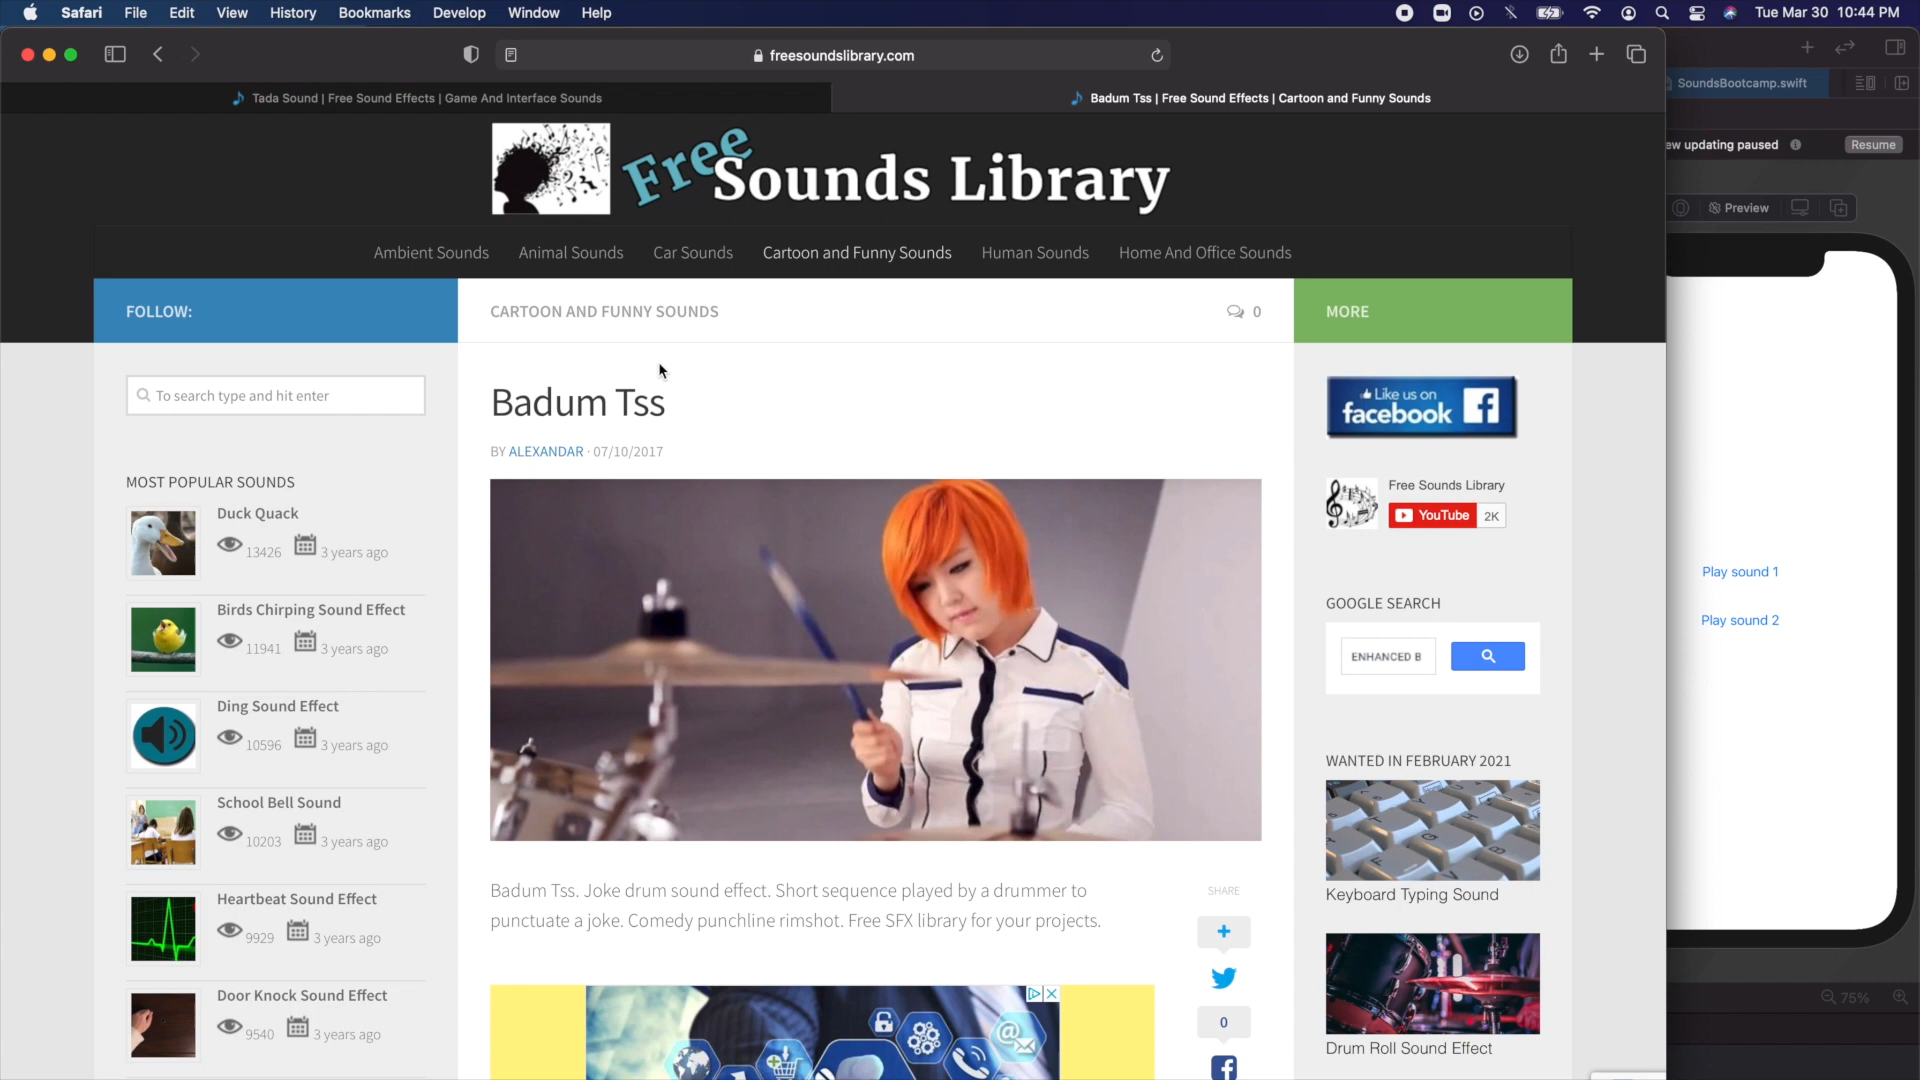 Safari File Edit View History Bookmarks Develop Window Help
Tue Mar 30 10:44 PM
freesoundslibrary.com
Tada Sound | Free Sound Effects | Game And Interface Sounds
Badum Tss | Free Sound Effects | Cartoon and Funny Sounds
SoundsBootcamp.swift
ew updating paused
Resume
Preview
Free Sounds Library
Ambient Sounds
Animal Sounds
Car Sounds
Cartoon and Funny Sounds
Human Sounds
Home And Office Sounds
FOLLOW:
CARTOON AND FUNNY SOUNDS
0
MORE
To search type and hit enter
MOST POPULAR SOUNDS
Duck Quack
13426 3 years ago
Birds Chirping Sound Effect
11941 3 years ago
Ding Sound Effect
10596 3 years ago
School Bell Sound
10203 3 years ago
Heartbeat Sound Effect
9929 3 years ago
Door Knock Sound Effect
9540 3 years ago
Badum Tss
BY ALEXANDAR · 07/10/2017
Badum Tss. Joke drum sound effect. Short sequence played by a drummer to
punctuate a joke. Comedy punchline rimshot. Free SFX library for your projects.
SHARE
0
Like us on
facebook
Free Sounds Library
YouTube 2K
GOOGLE SEARCH
ENHANCED B
WANTED IN FEBRUARY 2021
Keyboard Typing Sound
Drum Roll Sound Effect
Play sound 1
Play sound 2
75%